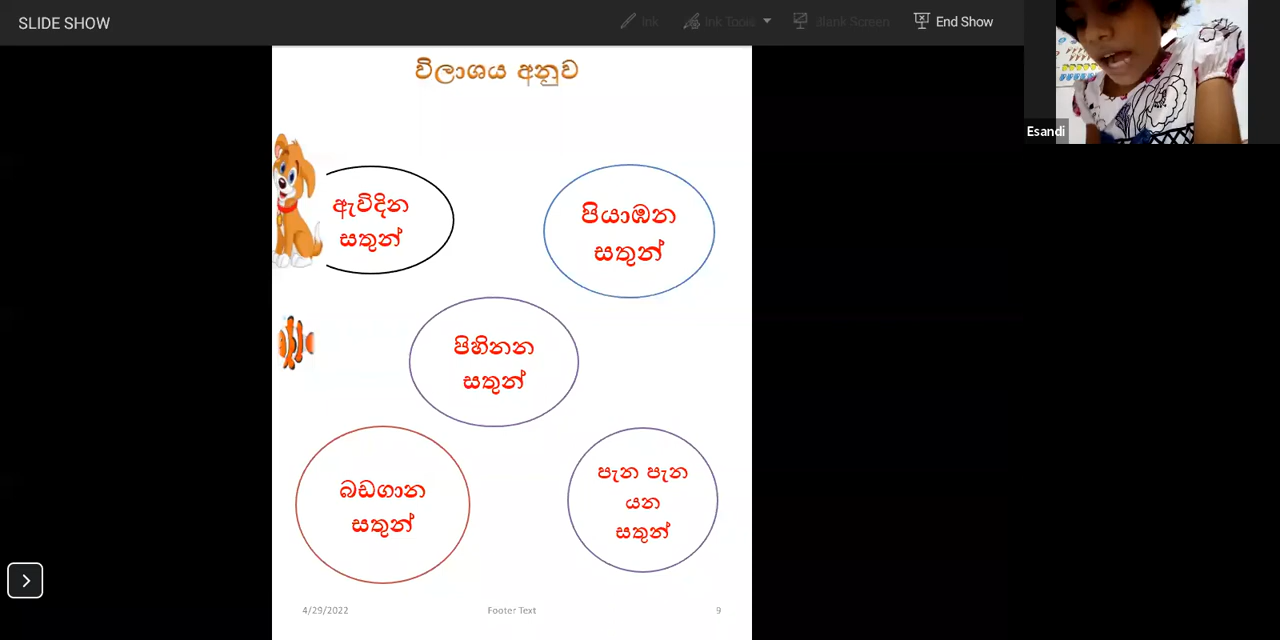 SLIDE SHOW
Ink
Ink Tools
Blank Screen
End Show
Esandi
විලාශය අනුව
ඇවිදින
සතුන්
පියාඹන
සතුන්
පිහිනන
සතුන්
බඩගාන
සතුන්
පැන පැන
යන
සතුන්
4/29/2022
Footer Text
9